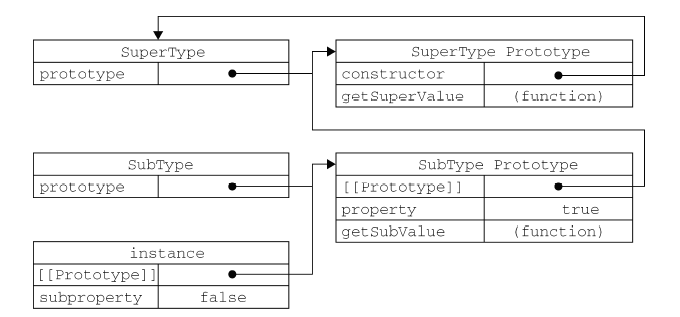 SuperType
prototype
SuperType Prototype
constructor
getSuperValue (function)
SubType
prototype
SubType Prototype
[[Prototype]]
property true
getSubValue (function)
instance
[[Prototype]]
subproperty false